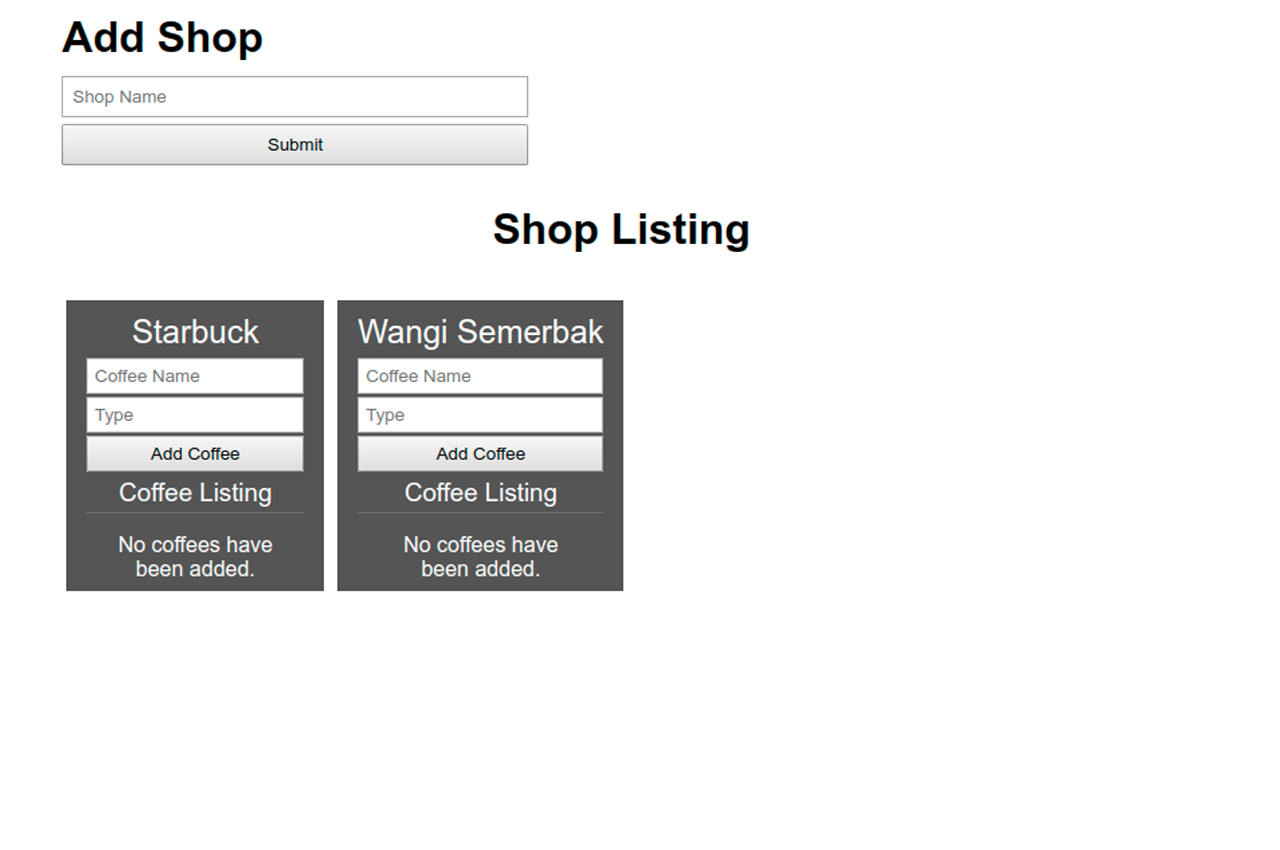 Add Shop
Shop Name
Submit
Shop Listing
Starbuck
Coffee Name
Type
Add Coffee
Coffee Listing
No coffees have
been added.
Wangi Semerbak
Coffee Name
Type
Add Coffee
Coffee Listing
No coffees have
been added.